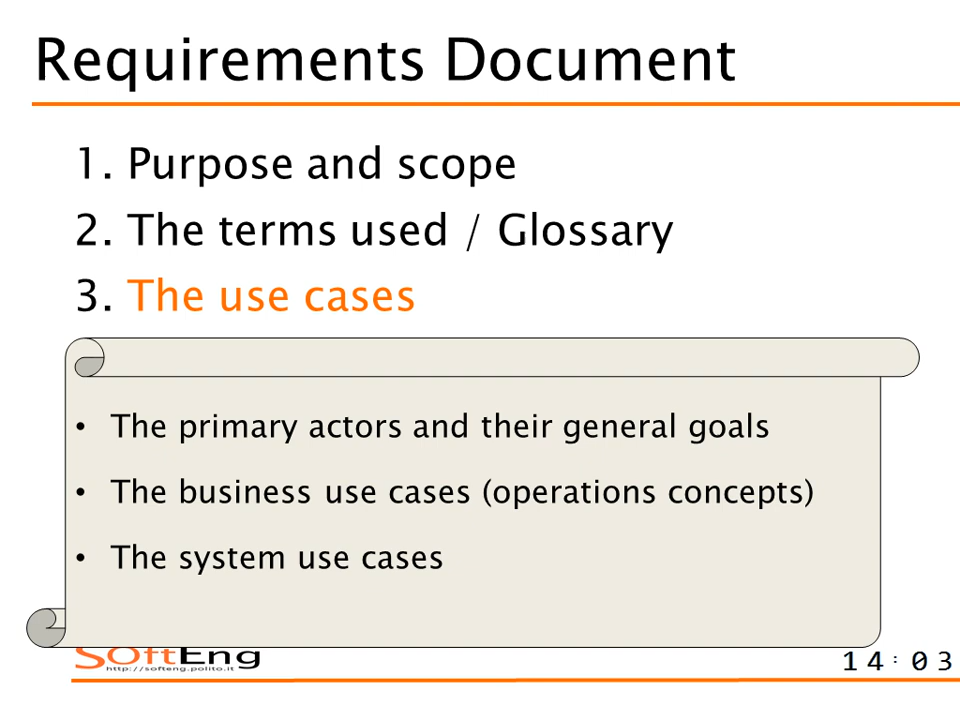 Requirements Document
1. Purpose and scope
2. The terms used / Glossary
3. The use cases
• The primary actors and their general goals
• The business use cases (operations concepts)
• The system use cases
SOftEng
http://softeng.polito.it
14:03